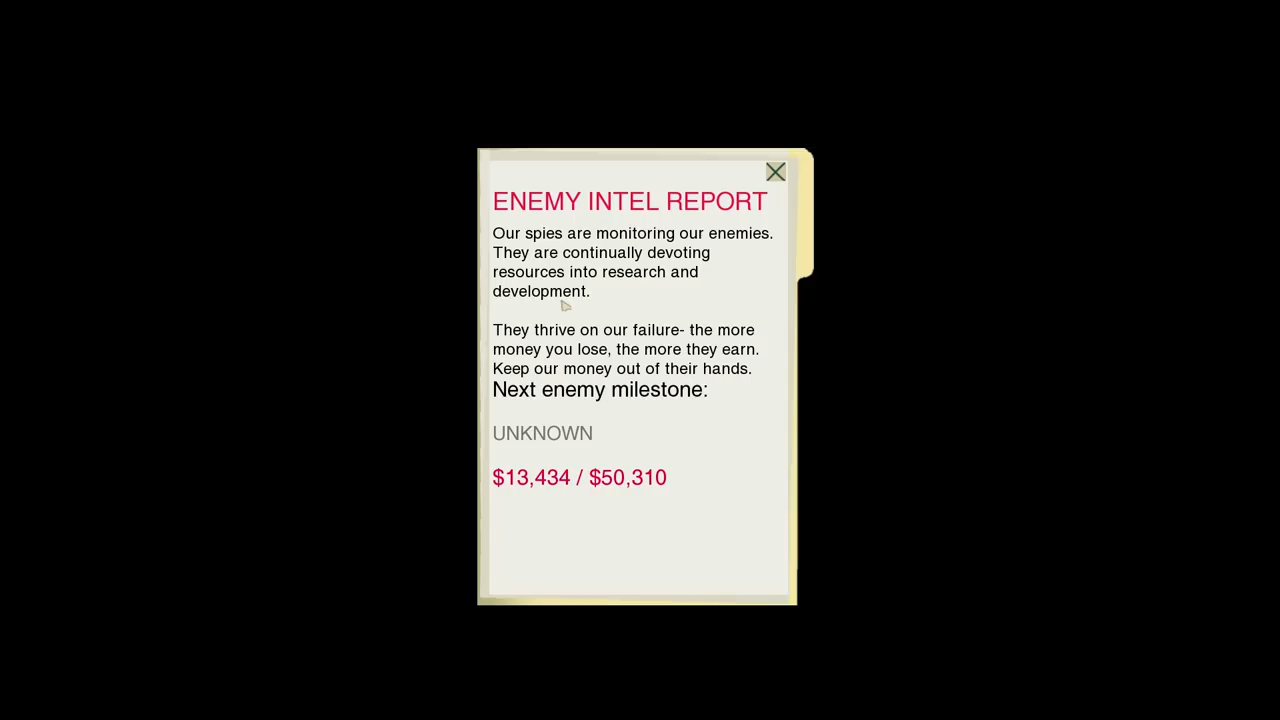 ENEMY INTEL REPORT
Our spies are monitoring our enemies.
They are continually devoting
resources into research and
development.
They thrive on our failure- the more
money you lose, the more they earn.
Keep our money out of their hands.
Next enemy milestone:
UNKNOWN
$13,434 / $50,310